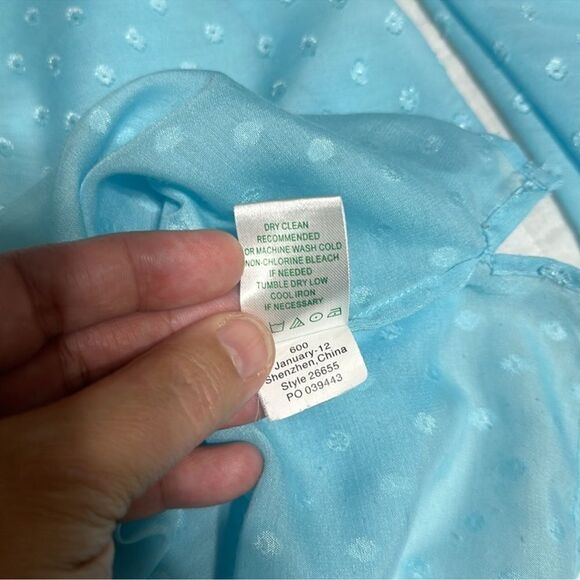 DRY CLEAN
RECOMMENDED
OR MACHINE WASH COLD
NON-CHLORINE BLEACH
IF NEEDED
TUMBLE DRY LOW
COOL IRON
IF NECESSARY
600
January-12
Shenzhen,China
Style 26655
PO 039443